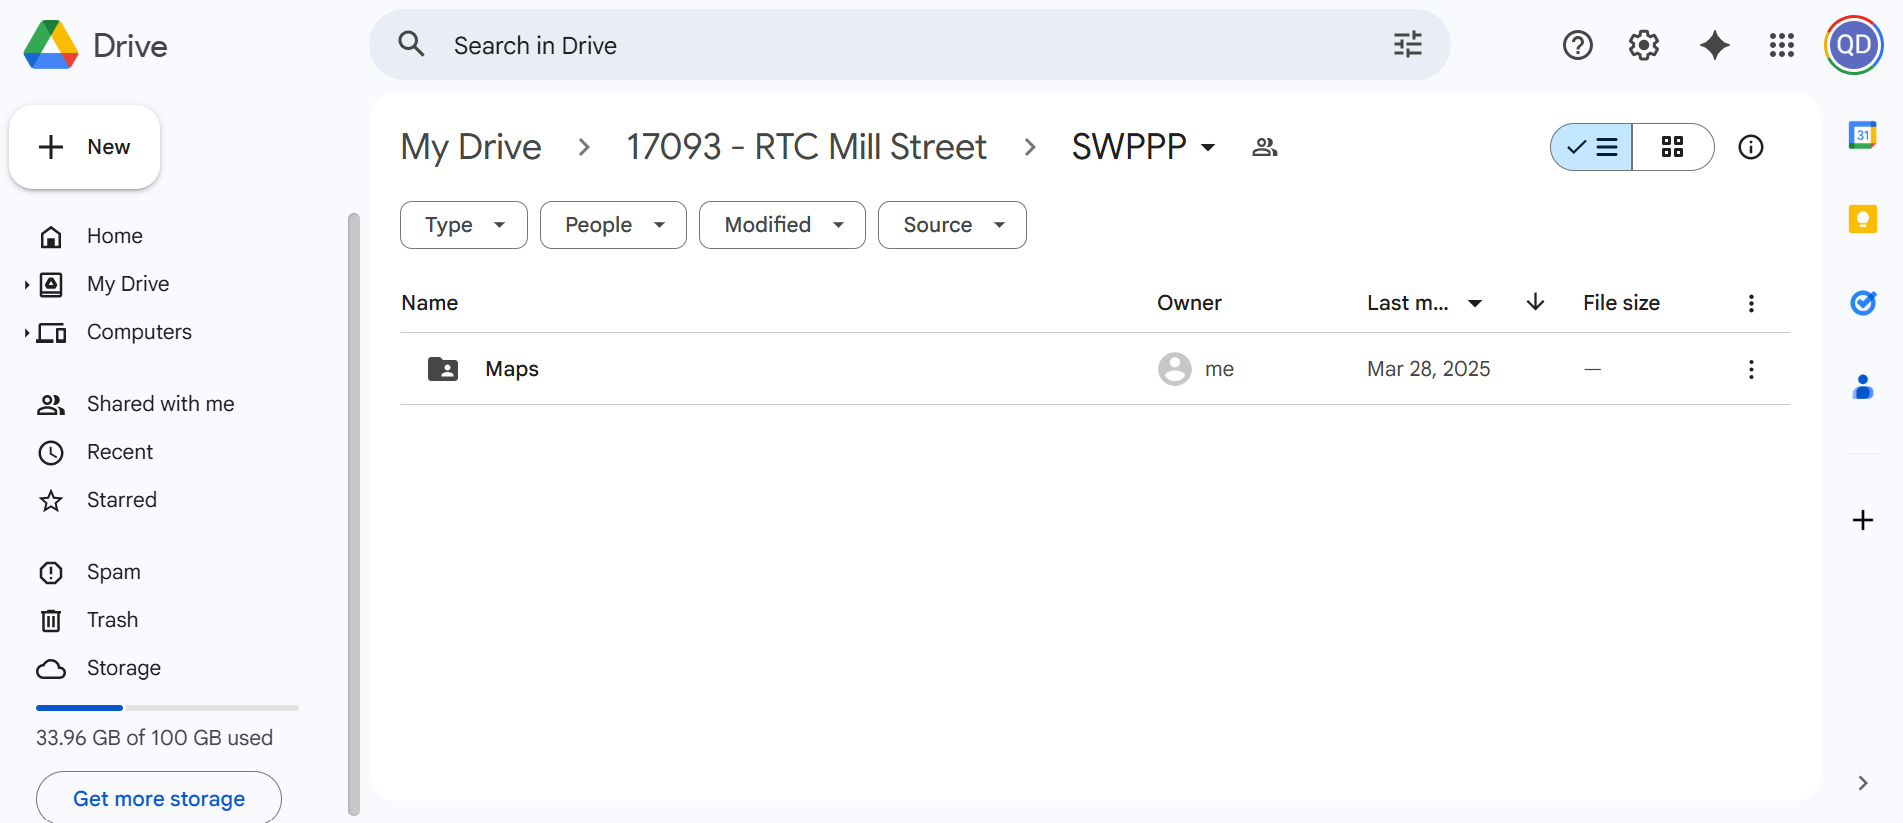 Drive
Search in Drive
QD
New
My Drive
17093 - RTC Mill Street
SWPPP
Type
People
Modified
Source
Home
My Drive
Computers
Shared with me
Recent
Starred
Spam
Trash
Storage
33.96 GB of 100 GB used
Get more storage
Name Owner Last m... File size
Maps me Mar 28, 2025 —
31